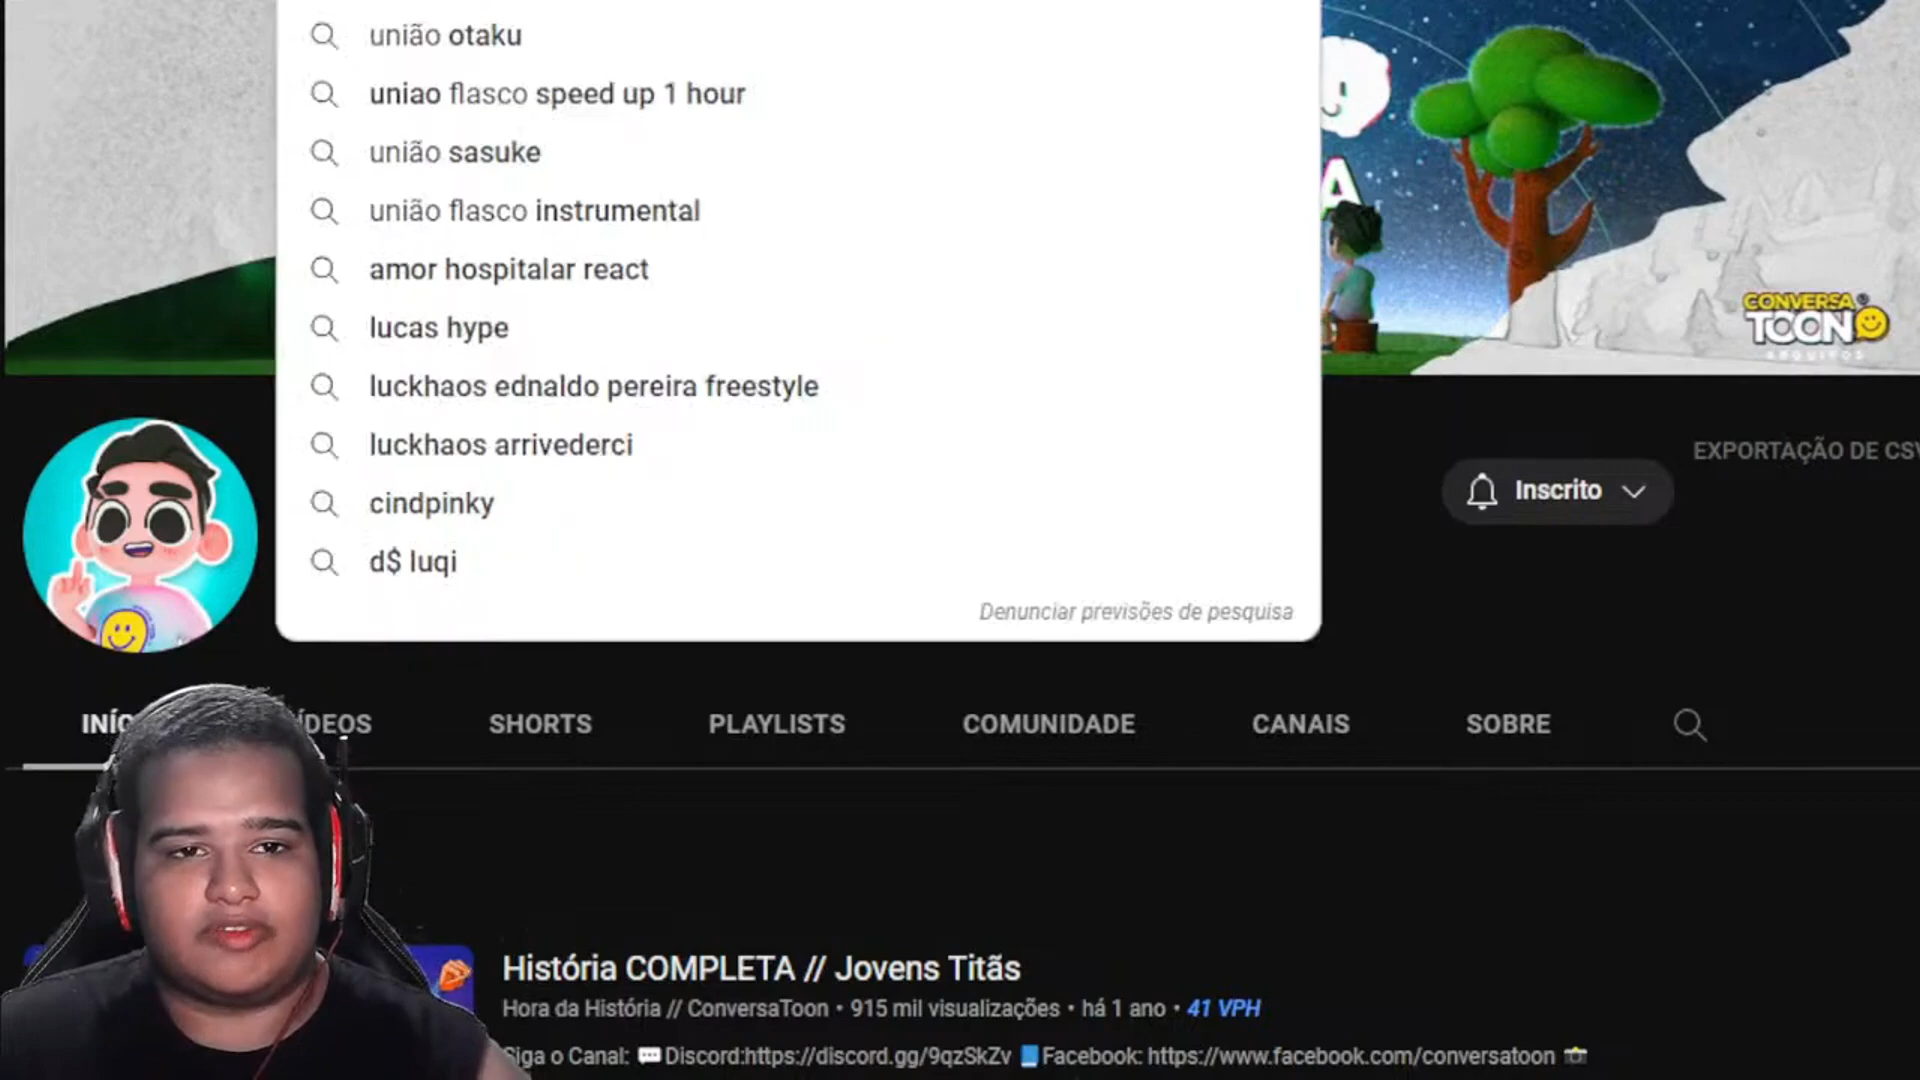 união otaku
uniao flasco speed up 1 hour
união sasuke
união flasco instrumental
amor hospitalar react
lucas hype
luckhaos ednaldo pereira freestyle
luckhaos arrivederci
cindpinky
d$ luqi
Denunciar previsões de pesquisa
A
CONVERSA
TOON
ARQUIVOS
EXPORTAÇÃO DE CSV
Inscrito
INÍC ÍDEOS SHORTS PLAYLISTS COMUNIDADE CANAIS SOBRE
História COMPLETA // Jovens Titãs
Hora da História // ConversaToon • 915 mil visualizações • há 1 ano • 41 VPH
Siga o Canal: 💬Discord:https://discord.gg/9qzSkZv 📘Facebook: https://www.facebook.com/conversatoon 📷